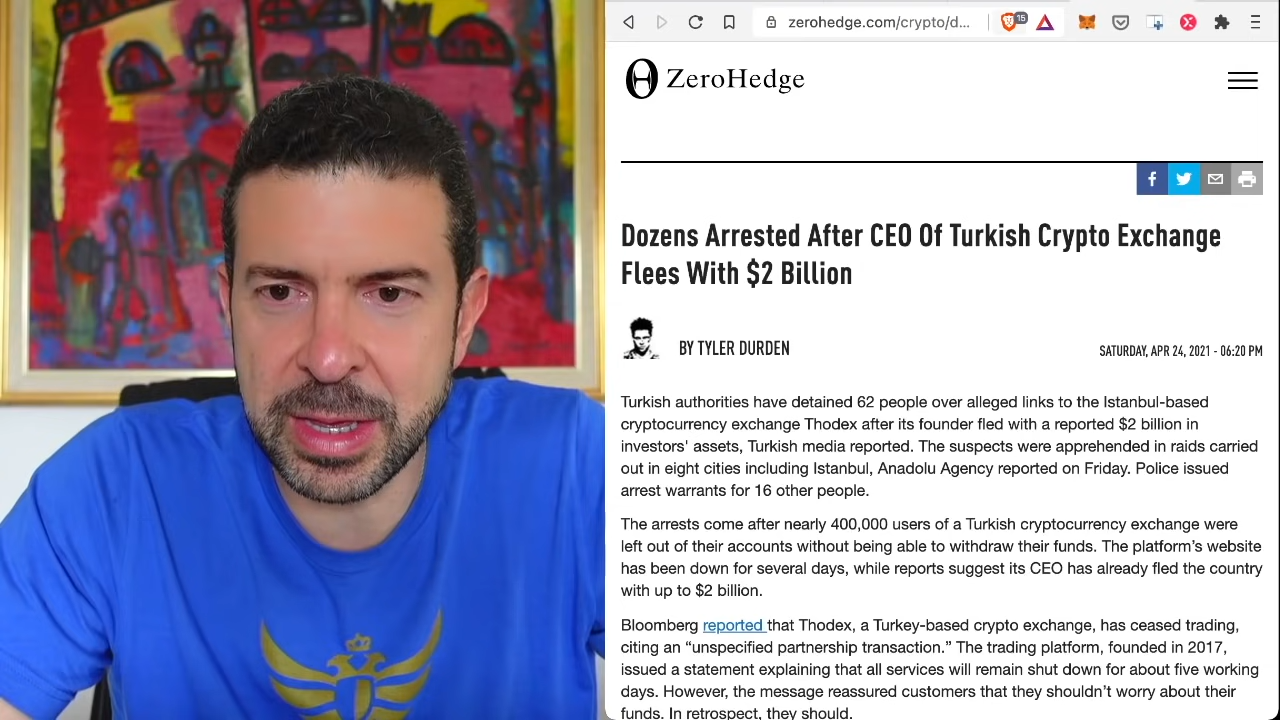 15
zerohedge.com/crypto/d...
ZeroHedge
Dozens Arrested After CEO Of Turkish Crypto Exchange
Flees With $2 Billion
BY TYLER DURDEN
SATURDAY, APR 24, 2021 - 06:20 PM
Turkish authorities have detained 62 people over alleged links to the Istanbul-based
cryptocurrency exchange Thodex after its founder fled with a reported $2 billion in
investors' assets, Turkish media reported. The suspects were apprehended in raids carried
out in eight cities including Istanbul, Anadolu Agency reported on Friday. Police issued
arrest warrants for 16 other people.
The arrests come after nearly 400,000 users of a Turkish cryptocurrency exchange were
left out of their accounts without being able to withdraw their funds. The platform’s website
has been down for several days, while reports suggest its CEO has already fled the country
with up to $2 billion.
Bloomberg reported that Thodex, a Turkey-based crypto exchange, has ceased trading,
citing an “unspecified partnership transaction.” The trading platform, founded in 2017,
issued a statement explaining that all services will remain shut down for about five working
days. However, the message reassured customers that they shouldn’t worry about their
funds. In retrospect, they should.